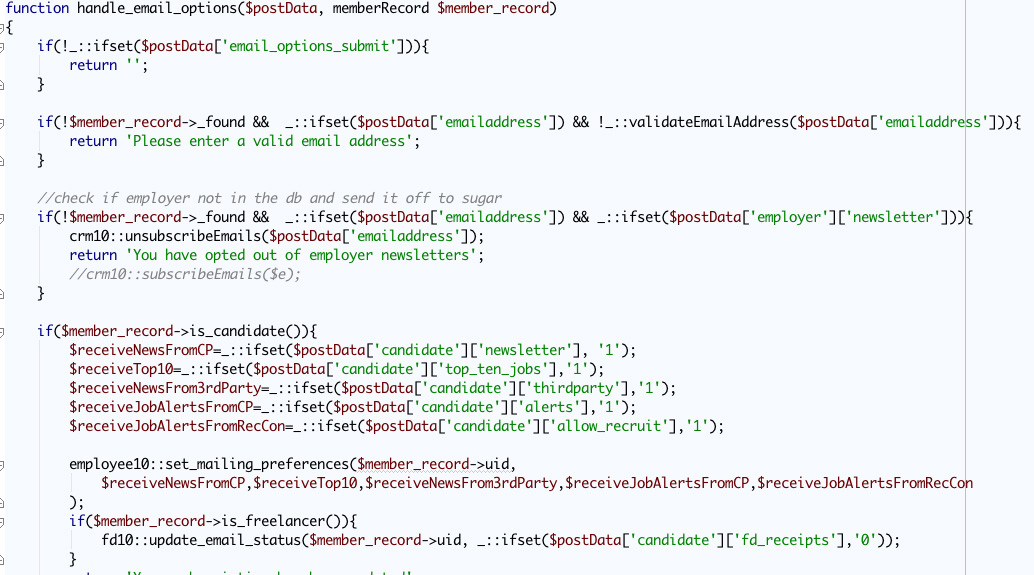 function handle_email_options($postData, memberRecord $member_record)
{
if(!_::ifset($postData['email_options_submit'])){
return '';
}
if(!$member_record->_found && _::ifset($postData['emailaddress']) && !_::validateEmailAddress($postData['emailaddress'])){
return 'Please enter a valid email address';
}
//check if employer not in the db and send it off to sugar
if(!$member_record->_found && _::ifset($postData['emailaddress']) && _::ifset($postData['employer']['newsletter'])){
crm10::unsubscribeEmails($postData['emailaddress']);
return 'You have opted out of employer newsletters';
//crm10::subscribeEmails($e);
}
if($member_record->is_candidate()){
$receiveNewsFromCP=_::ifset($postData['candidate']['newsletter'], '1');
$receiveTop10=_::ifset($postData['candidate']['top_ten_jobs'],'1');
$receiveNewsFrom3rdParty=_::ifset($postData['candidate']['thirdparty'],'1');
$receiveJobAlertsFromCP=_::ifset($postData['candidate']['alerts'],'1');
$receiveJobAlertsFromRecCon=_::ifset($postData['candidate']['allow_recruit'],'1');
employee10::set_mailing_preferences($member_record->uid,
$receiveNewsFromCP,$receiveTop10,$receiveNewsFrom3rdParty,$receiveJobAlertsFromCP,$receiveJobAlertsFromRecCon
);
if($member_record->is_freelancer()){
fd10::update_email_status($member_record->uid, _::ifset($postData['candidate']['fd_receipts'],'0'));
}